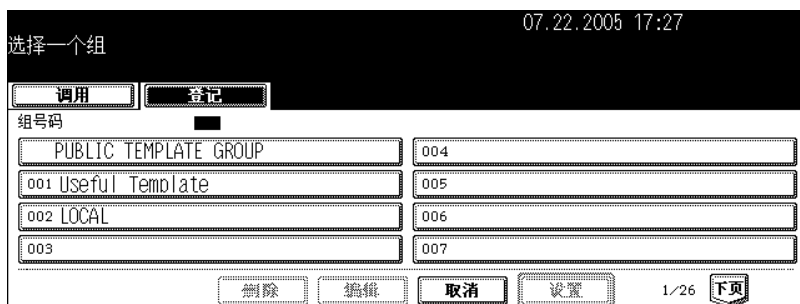 07.22.2005 17:27
选择一个组
调用 登记
组号码
PUBLIC TEMPLATE GROUP 004
001 Useful Template 005
002 LOCAL 006
003 007
删除 编辑 取消 设置 1/26 下页